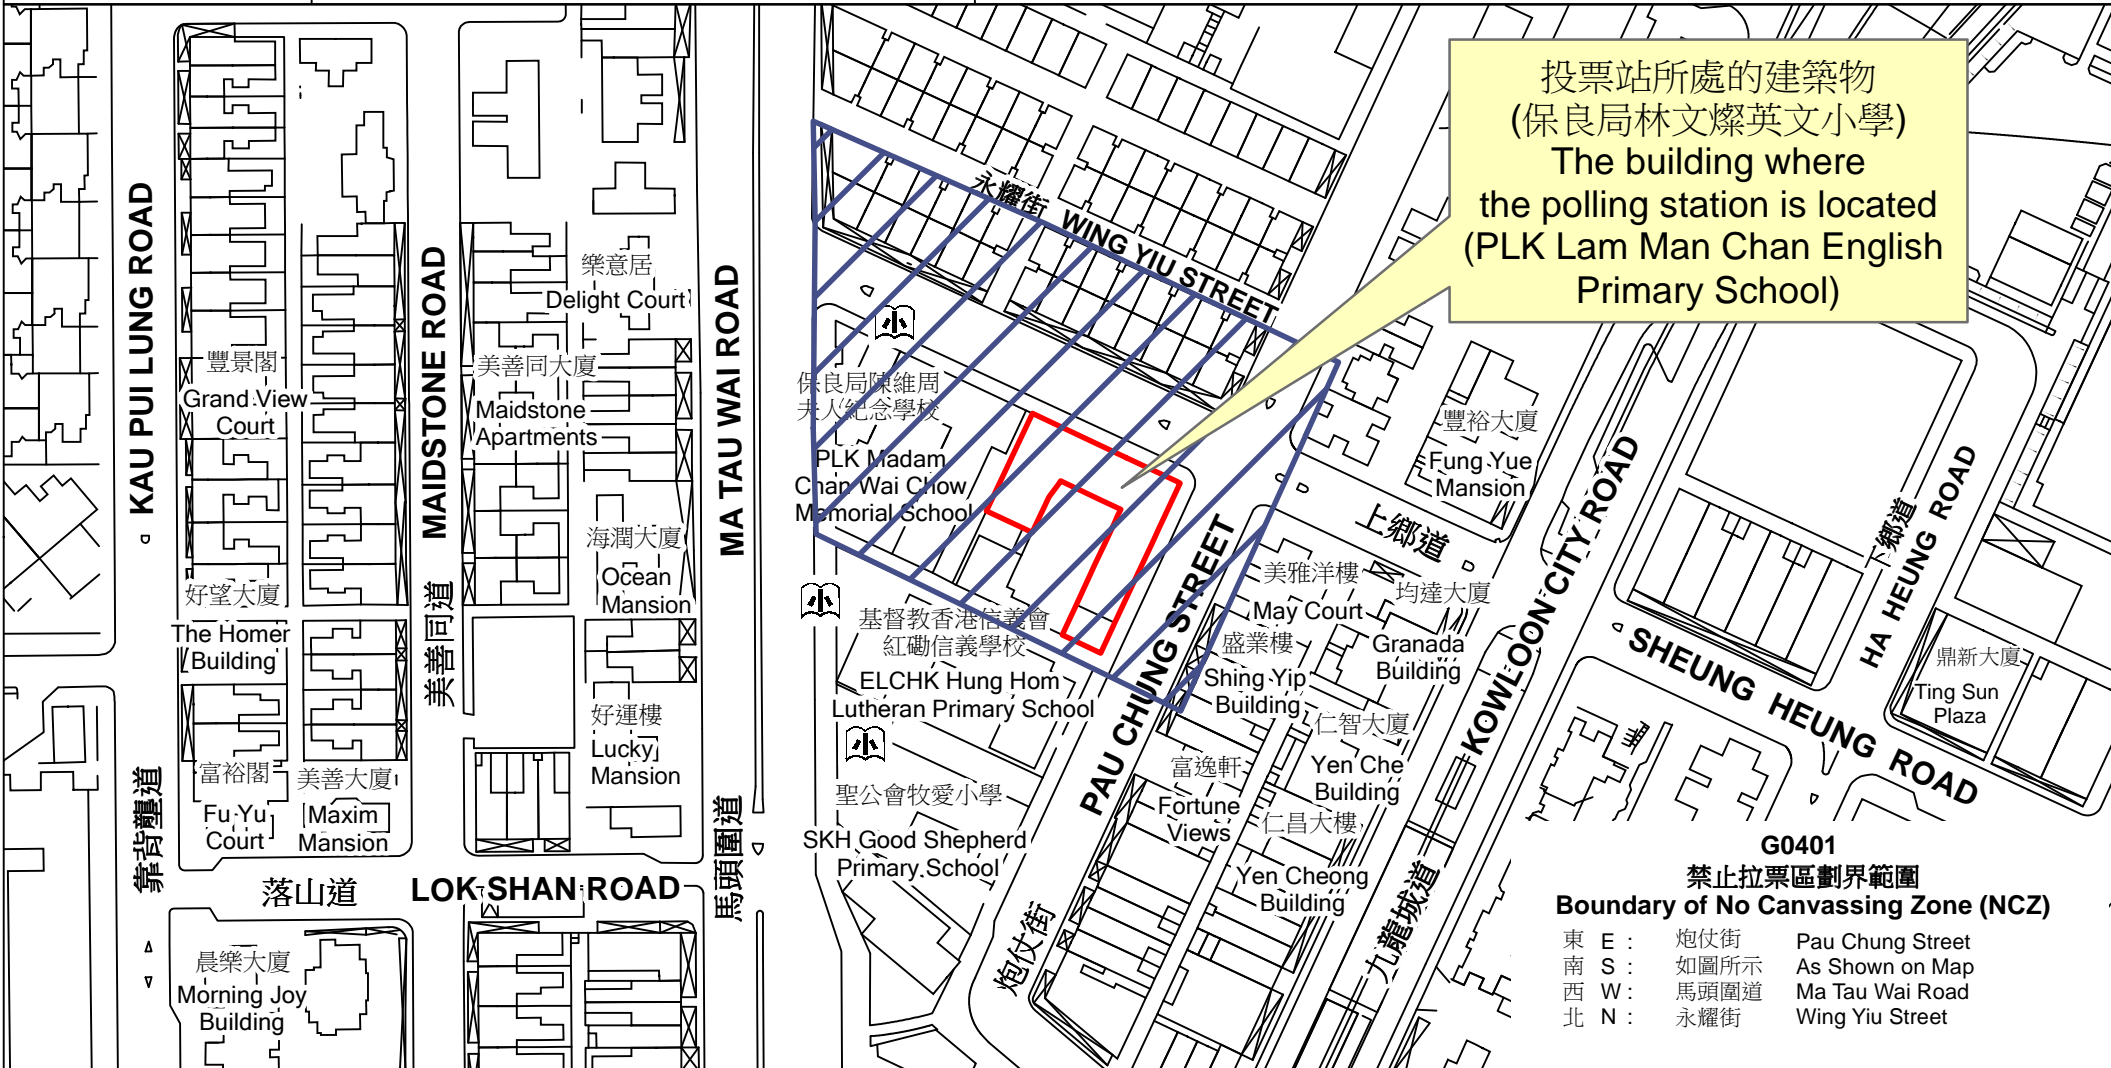 投票站所處的建築物
(保良局林文燦英文小學)
The building where
the polling station is located
(PLK Lam Man Chan English
Primary School)
KAU PUI LUNG ROAD
靠背壟道
MAIDSTONE ROAD
美善同道
MA TAU WAI ROAD
馬頭圍道
永耀街 WING YIU STREET
豐景閣
Grand View
Court
樂意居
Delight Court
美善同大廈
Maidstone
Apartments
海潤大廈
Ocean
Mansion
好望大廈
The Homer
Building
好運樓
Lucky
Mansion
富裕閣
Fu Yu
Court
美善大廈
Maxim
Mansion
落山道 LOK SHAN ROAD
晨樂大廈
Morning Joy
Building
小
保良局陳維周
夫人紀念學校
PLK Madam
Chan Wai Chow
Memorial School
小
基督教香港信義會
紅磡信義學校
ELCHK Hung Hom
Lutheran Primary School
小
聖公會牧愛小學
SKH Good Shepherd
Primary School
PAU CHUNG STREET
炮仗街
豐裕大廈
Fung Yue
Mansion
上鄉道
美雅洋樓
May Court
均達大廈
Granada
Building
盛業樓
Shing Yip
Building
仁智大廈
Yen Che
Building
富逸軒
Fortune
Views
仁昌大樓
Yen Cheong
Building
KOWLOON CITY ROAD
九龍城道
SHEUNG HEUNG ROAD
下鄉道
HA HEUNG ROAD
鼎新大廈
Ting Sun
Plaza
G0401
禁止拉票區劃界範圍
Boundary of No Canvassing Zone (NCZ)
東 E : 炮仗街 Pau Chung Street
南 S : 如圖所示 As Shown on Map
西 W : 馬頭圍道 Ma Tau Wai Road
北 N : 永耀街 Wing Yiu Street